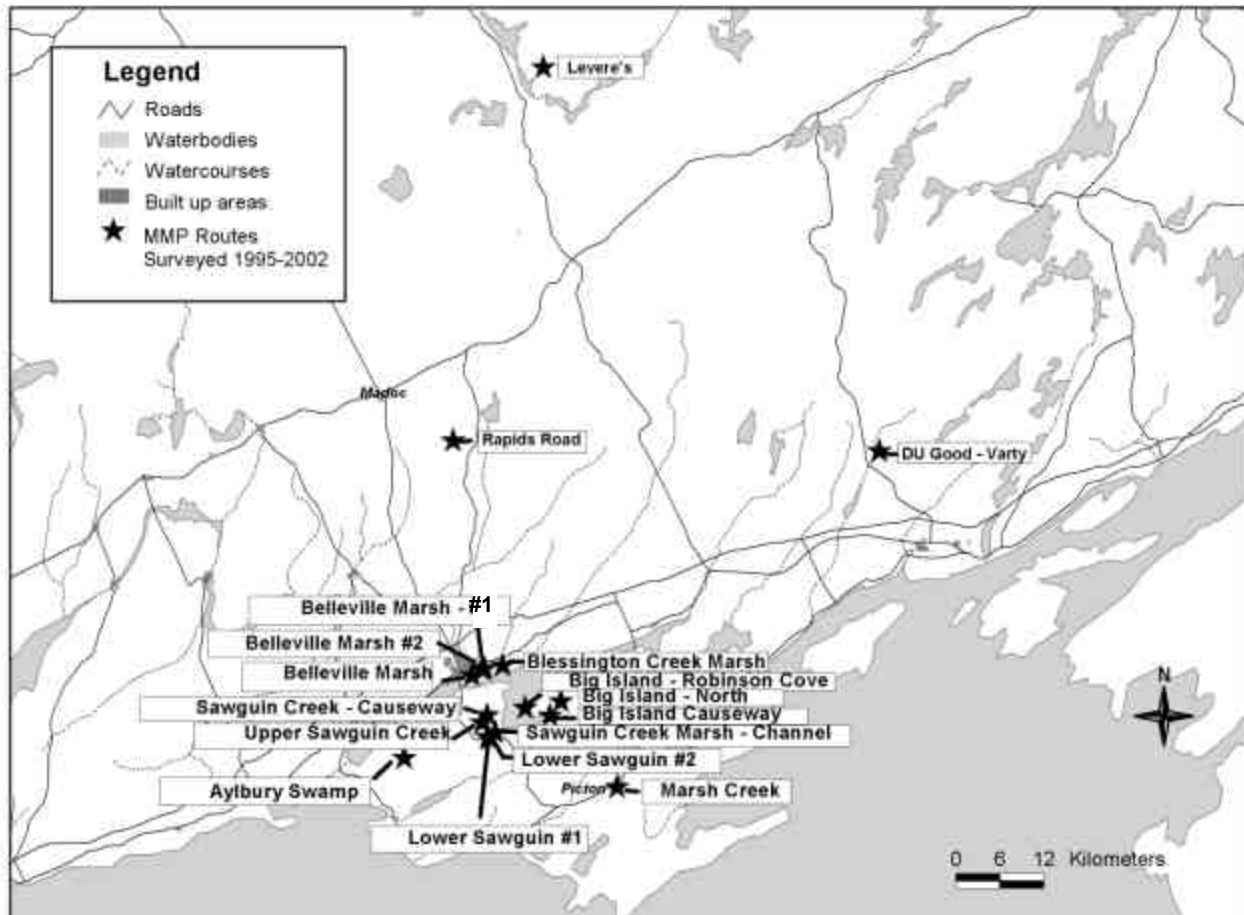 Legend
Roads
Waterbodies
Watercourses
Built up areas
MMP Routes
Surveyed 1995-2002
Levere's
Madoc
Rapids Road
DU Good - Varty
Belleville Marsh - #1
Belleville Marsh #2
Blessington Creek Marsh
Belleville Marsh
Big Island - Robinson Cove
Big Island - North
Sawguin Creek - Causeway
Big Island Causeway
Upper Sawguin Creek
Sawguin Creek Marsh - Channel
Lower Sawguin #2
Aylbury Swamp
Picton
Marsh Creek
Lower Sawguin #1
N
0 6 12 Kilometers